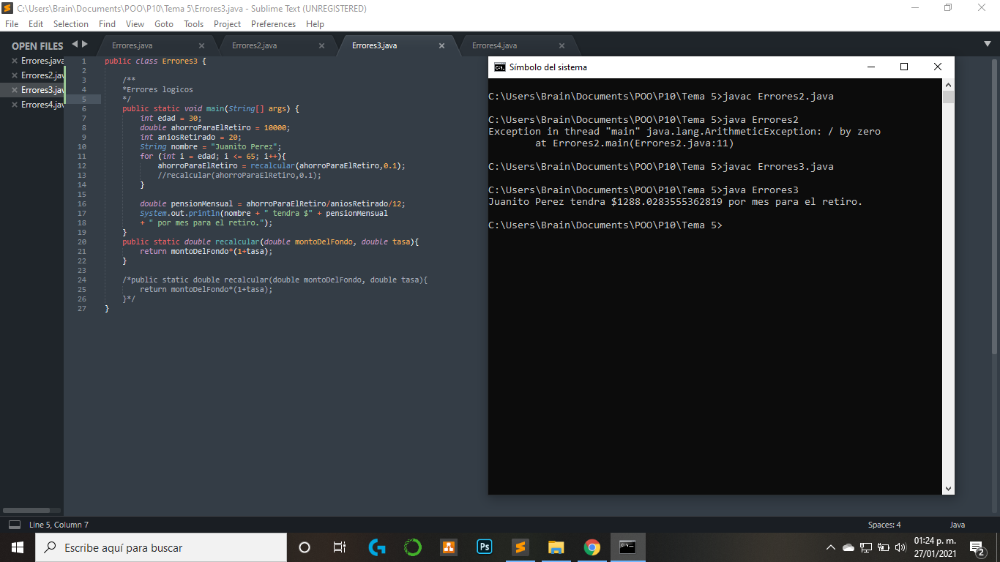 C:\Users\Brain\Documents\POO\P10\Tema 5\Errores3.java - Sublime Text (UNREGISTERED)
File Edit Selection Find View Goto Tools Project Preferences Help
OPEN FILES
Errores.java
Errores2.jav
Errores3.jav
Errores4.jav
Errores.java Errores2.java Errores3.java Errores4.java
1 public class Errores3 {
2
3 /**
4 *Errores logicos
5 */
6 public static void main(String[] args) {
7 int edad = 30;
8 double ahorroParaElRetiro = 10000;
9 int aniosRetirado = 20;
10 String nombre = "Juanito Perez";
11 for (int i = edad; i <= 65; i++){
12 ahorroParaElRetiro = recalcular(ahorroParaElRetiro,0.1);
13 //recalcular(ahorroParaElRetiro,0.1);
14 }
15
16 double pensionMensual = ahorroParaElRetiro/aniosRetirado/12;
17 System.out.println(nombre + " tendra $" + pensionMensual
18 + " por mes para el retiro.");
19 }
20 public static double recalcular(double montoDelFondo, double tasa){
21 return montoDelFondo*(1+tasa);
22 }
23
24 /*public static double recalcular(double montoDelFondo, double tasa){
25 return montoDelFondo*(1+tasa);
26 }*/
27 }
Símbolo del sistema
C:\Users\Brain\Documents\POO\P10\Tema 5>javac Errores2.java
C:\Users\Brain\Documents\POO\P10\Tema 5>java Errores2
Exception in thread "main" java.lang.ArithmeticException: / by zero
at Errores2.main(Errores2.java:11)
C:\Users\Brain\Documents\POO\P10\Tema 5>javac Errores3.java
C:\Users\Brain\Documents\POO\P10\Tema 5>java Errores3
Juanito Perez tendra $1288.0283555362819 por mes para el retiro.
C:\Users\Brain\Documents\POO\P10\Tema 5>
Line 5, Column 7
Spaces: 4 Java
Escribe aquí para buscar
Ps
01:24 p. m.
27/01/2021
2